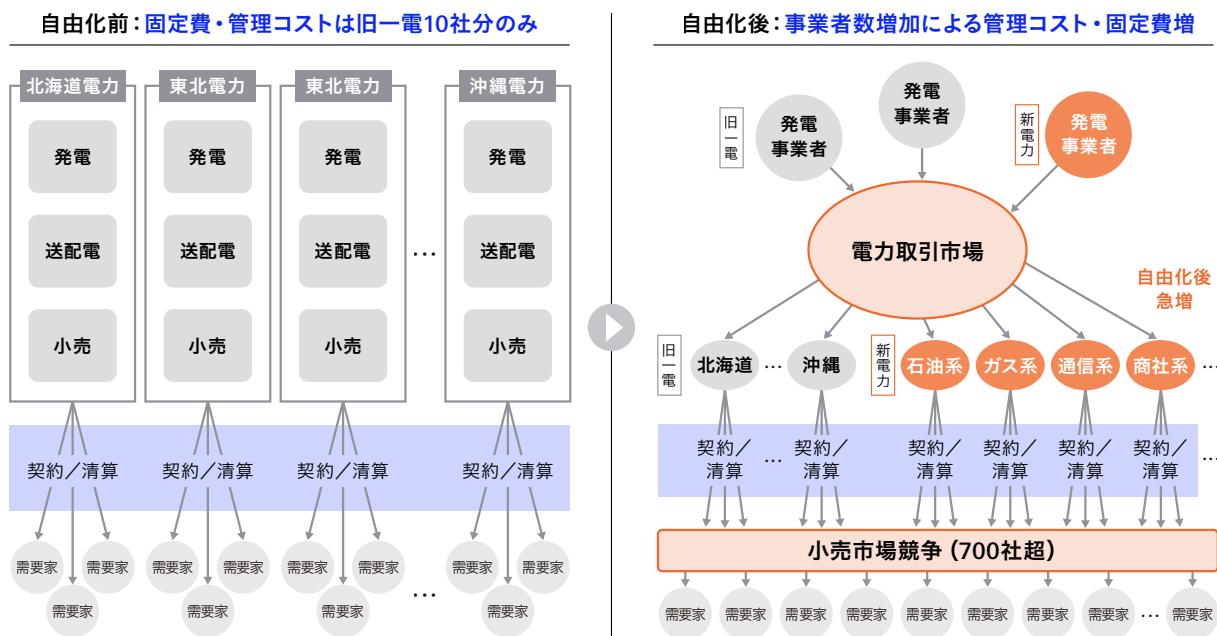 自由化前：固定費・管理コストは旧一電10社分のみ
北海道電力
東北電力
東北電力
沖縄電力
発電
発電
発電
発電
送配電
送配電
送配電
…
送配電
小売
小売
小売
小売
契約／清算
契約／清算
契約／清算
契約／清算
需要家
需要家
需要家
需要家
需要家
需要家
需要家
需要家
需要家
需要家
需要家
…
需要家
自由化後：事業者数増加による管理コスト・固定費増
旧一電
発電
事業者
発電
事業者
新電力
発電
事業者
電力取引市場
自由化後
急増
旧一電
北海道
…
沖縄
新電力
石油系
ガス系
通信系
商社系
…
契約／
清算
…
契約／
清算
契約／
清算
契約／
清算
契約／
清算
契約／
清算
…
小売市場競争（700社超）
需要家
需要家
需要家
需要家
需要家
需要家
需要家
需要家
…
需要家